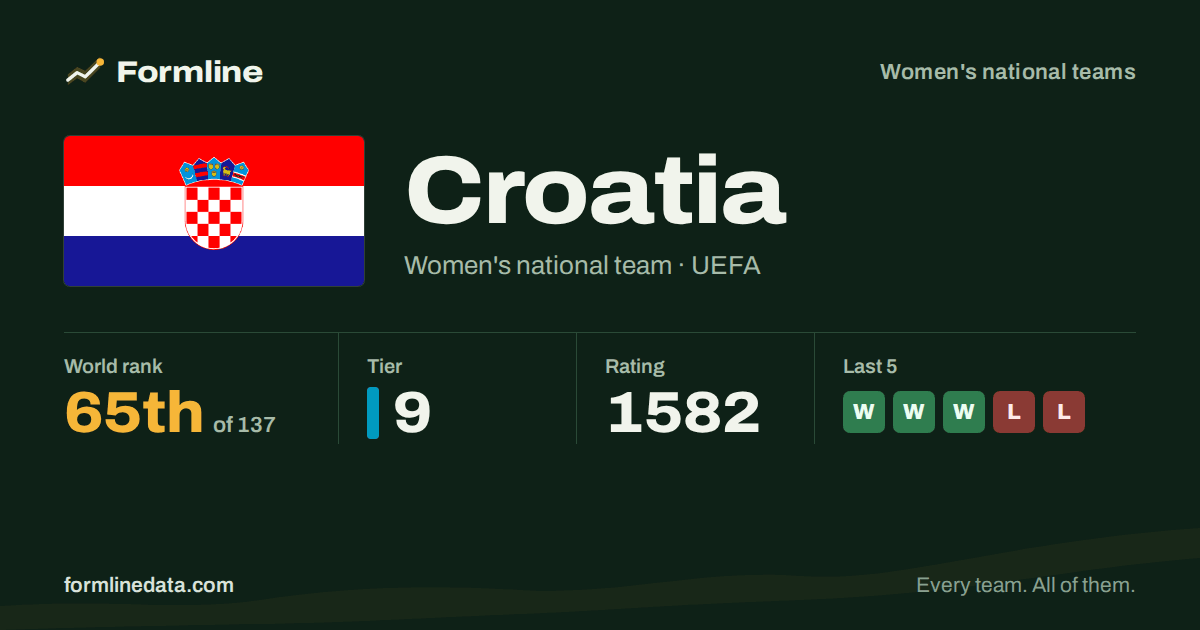 Formline
Women's national teams
Croatia
Women's national team · UEFA
World rank
65th of 137
Tier
9
Rating
1582
Last 5
W W W L L
formlinedata.com
Every team. All of them.